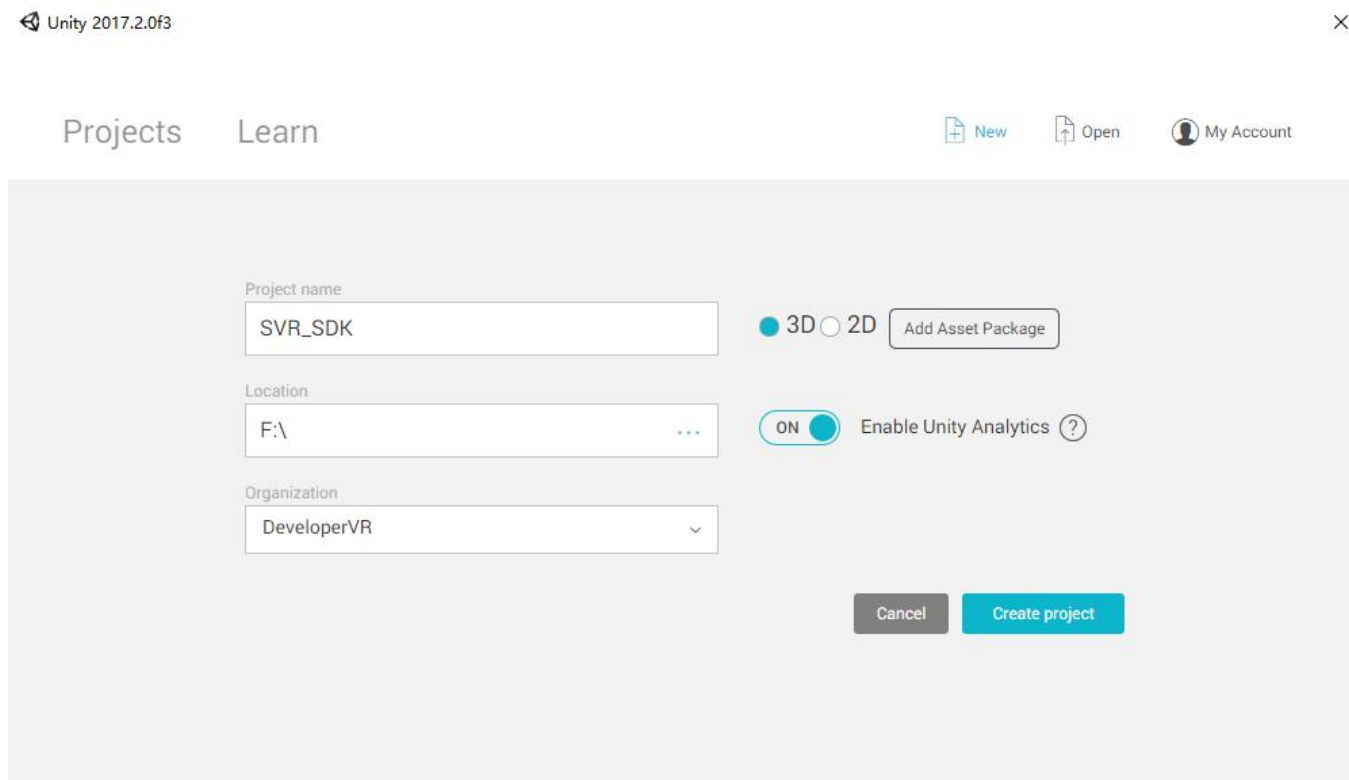 Unity 2017.2.0f3
Projects Learn New Open My Account
Project name
SVR_SDK
3D 2D Add Asset Package
Location
F:\ ...
ON Enable Unity Analytics ?
Organization
DeveloperVR
Cancel Create project